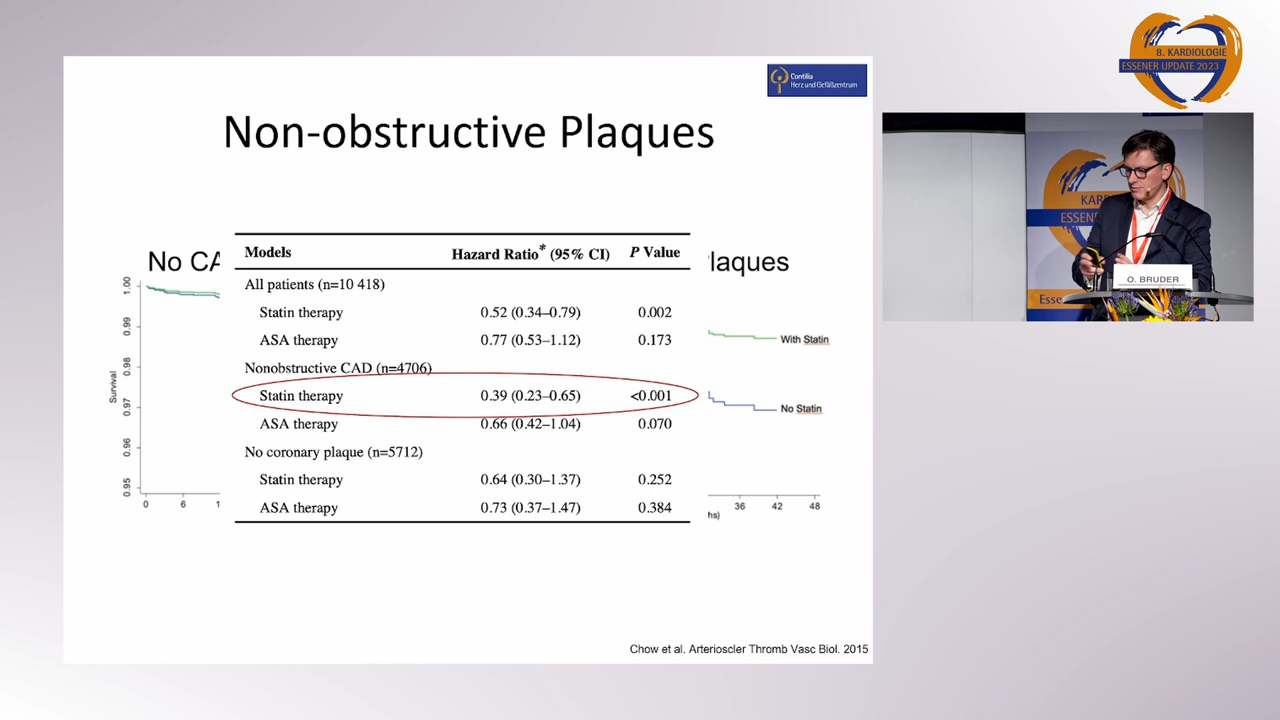 8. KARDIOLOGIE
ESSENER UPDATE 2023
Contilia
Herz und Gefäßzentrum
Non-obstructive Plaques
No CA
laques
Models Hazard Ratio* (95% CI) P Value
All patients (n=10 418)
Statin therapy 0.52 (0.34–0.79) 0.002
ASA therapy 0.77 (0.53–1.12) 0.173
Nonobstructive CAD (n=4706)
Statin therapy 0.39 (0.23–0.65) <0.001
ASA therapy 0.66 (0.42–1.04) 0.070
No coronary plaque (n=5712)
Statin therapy 0.64 (0.30–1.37) 0.252
ASA therapy 0.73 (0.37–1.47) 0.384
Survival
1.00
0.99
0.98
0.97
0.96
0.95
0 6 1
With Statin
No Statin
36 42 48
hs)
Chow et al. Arterioscler Thromb Vasc Biol. 2015
KAR
ESSEN
Esse
O. BRUDER